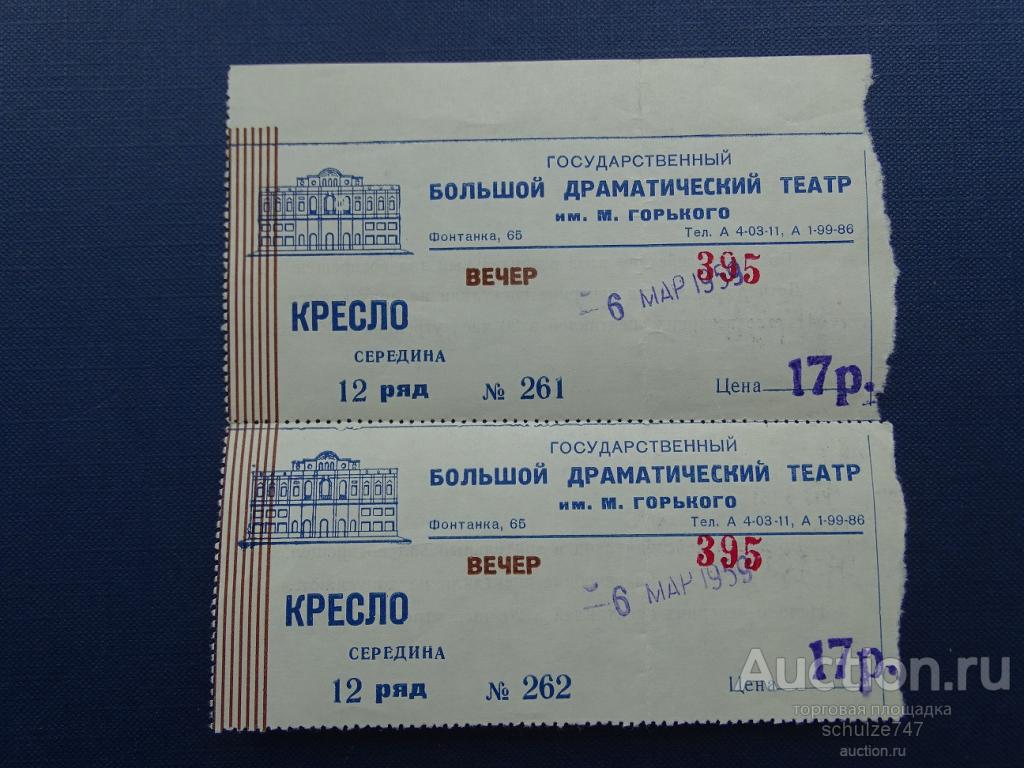 ГОСУДАРСТВЕННЫЙ
БОЛЬШОЙ ДРАМАТИЧЕСКИЙ ТЕАТР
им. М. ГОРЬКОГО
Фонтанка, 65 Тел. А 4-03-11, А 1-99-86
395
ВЕЧЕР
6 МАР 1959
КРЕСЛО
СЕРЕДИНА
12 ряд № 261 Цена 17р.
ГОСУДАРСТВЕННЫЙ
БОЛЬШОЙ ДРАМАТИЧЕСКИЙ ТЕАТР
им. М. ГОРЬКОГО
Фонтанка, 65 Тел. А 4-03-11, А 1-99-86
395
ВЕЧЕР
6 МАР 1959
КРЕСЛО
СЕРЕДИНА
12 ряд № 262 Цена 17р.
Auction.ru
торговая площадка
schulze747
auction.ru